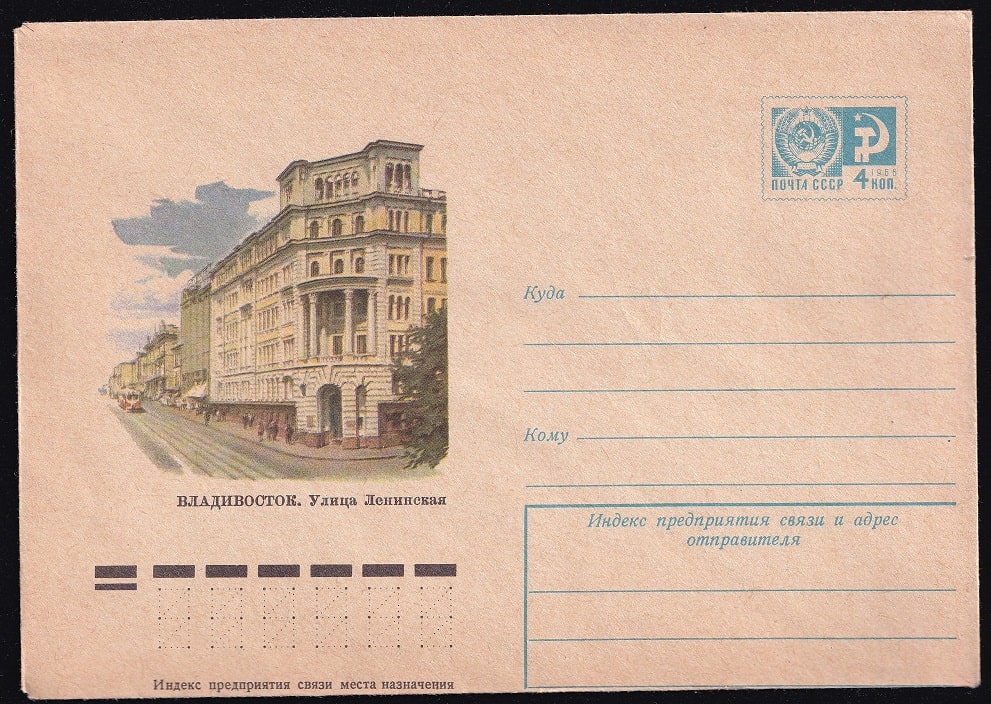 1966
ПОЧТА СССР 4 КОП.
Куда
Кому
ВЛАДИВОСТОК. Улица Ленинская
Индекс предприятия связи и адрес
отправителя
Индекс предприятия связи места назначения